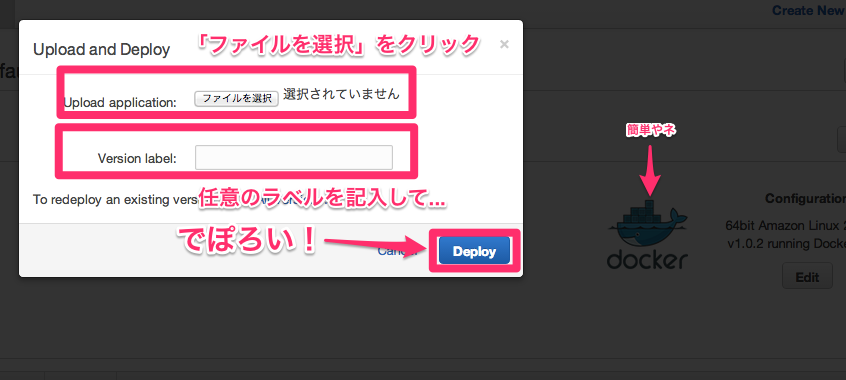 Create New
Upload and Deploy
「ファイルを選択」をクリック
×
Upload application:
ファイルを選択
選択されていません
Version label:
簡単やネ
To redeploy an existing vers
任意のラベルを記入して...
でぽろい！
Deploy
docker
Configuration
64bit Amazon Linux 2
v1.0.2 running Docke
Edit